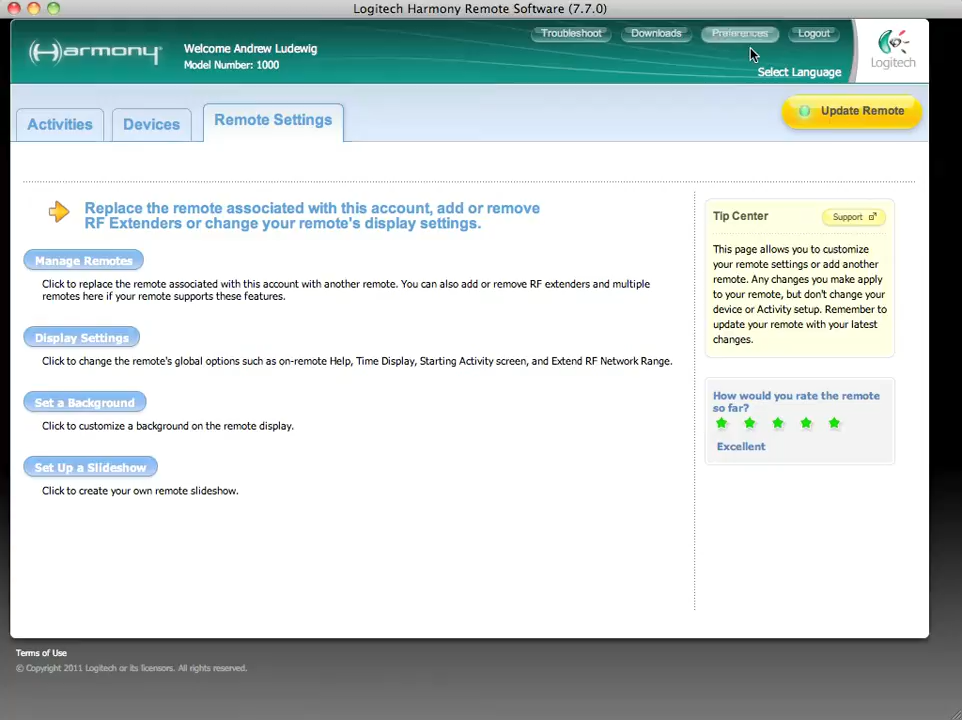 Logitech Harmony Remote Software (7.7.0)
Harmony
Welcome Andrew Ludewig
Model Number: 1000
Troubleshoot
Downloads
Preferences
Logout
Select Language
Logitech
Activities
Devices
Remote Settings
Update Remote
Replace the remote associated with this account, add or remove
RF Extenders or change your remote's display settings.
Manage Remotes
Click to replace the remote associated with this account with another remote. You can also add or remove RF extenders and multiple
remotes here if your remote supports these features.
Display Settings
Click to change the remote's global options such as on-remote Help, Time Display, Starting Activity screen, and Extend RF Network Range.
Set a Background
Click to customize a background on the remote display.
Set Up a Slideshow
Click to create your own remote slideshow.
Tip Center
Support
This page allows you to customize
your remote settings or add another
remote. Any changes you make apply
to your remote, but don't change your
device or Activity setup. Remember to
update your remote with your latest
changes.
How would you rate the remote
so far?
Excellent
Terms of Use
© Copyright 2011 Logitech or its licensors. All rights reserved.